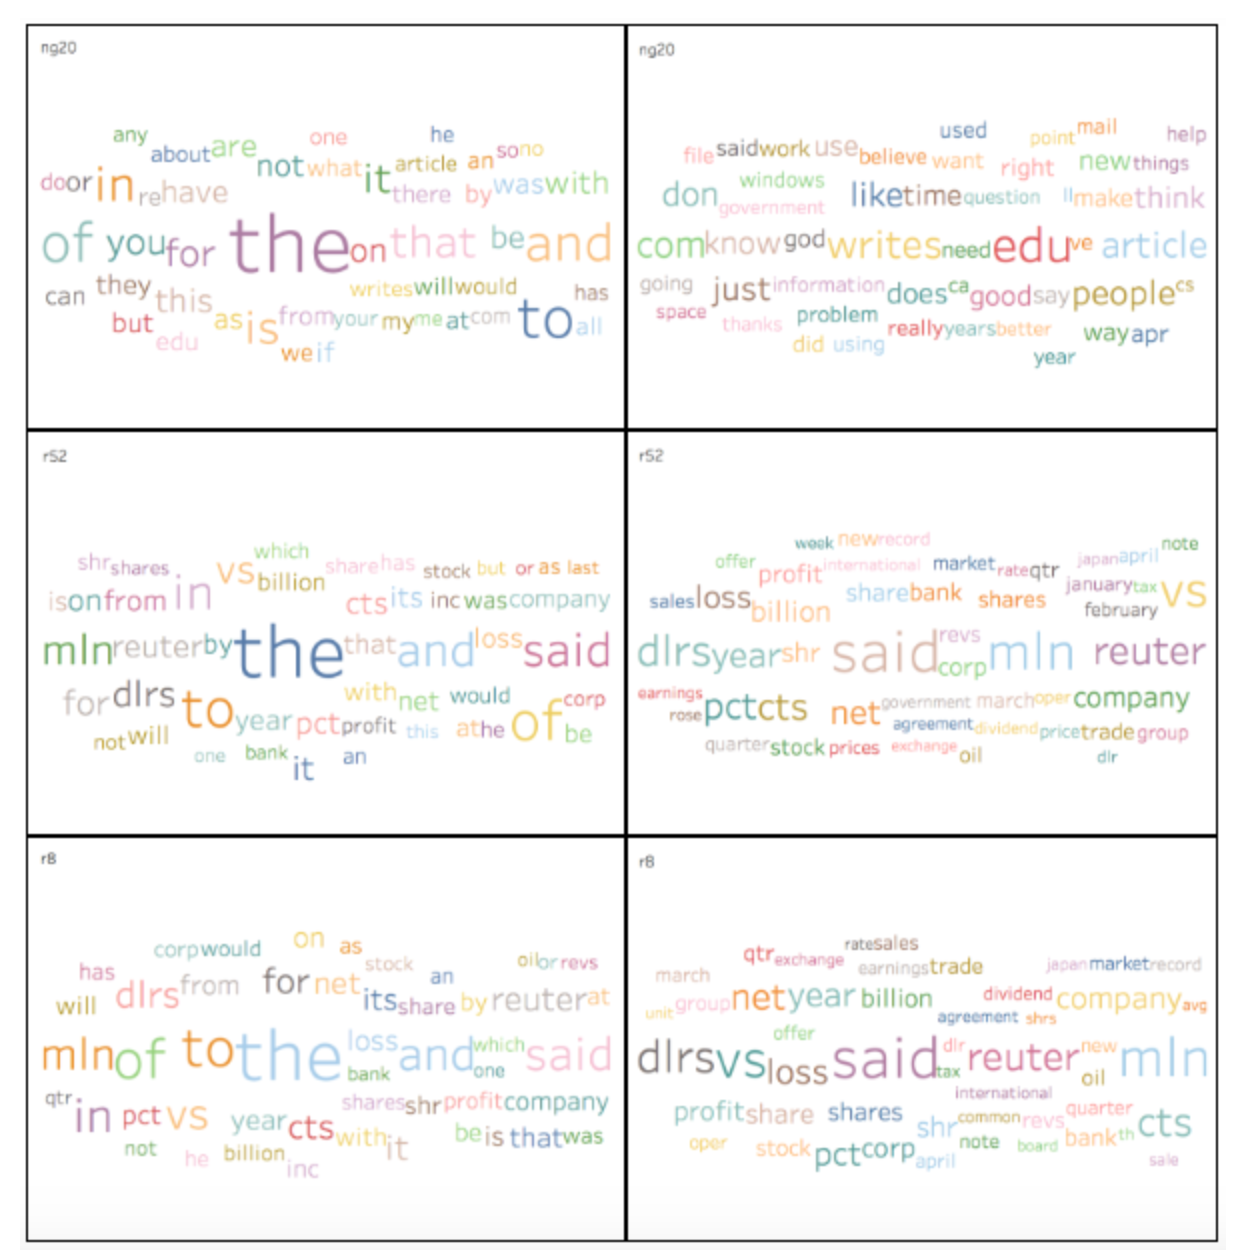 ng20
any about are one he
not what it article an so no
do or in re have there by was with
of you for the on that be and
can they this writes will would has
but as is from your my me at com to all
edu we if
ng20
used point mail help
file said work use believe want right new things
windows
don government like time question ll make think
com know god writes need edu ve article
going just information does ca good say people cs
space thanks problem really years better way apr
did using year
r52
which
shr shares vs billion share has stock but or as last
is on from in cts its inc was company
mln reuter by the that and loss said
for dlrs to year with net would of corp
not will pct profit this at he be
one bank it an
r52
week new record note
offer profit international market rate qtr japan april
sales loss billion share bank shares january tax vs
february
dlrs year shr said revs corp mln reuter
earnings rose pct cts net government march oper company
agreement dividend price trade group
quarter stock prices exchange oil dlr
r8
corp would on as
has stock an oil or revs
will dlrs from for net its share by reuter at
mln of to the loss bank and which one said
qtr in pct vs year cts shares shr profit company
not with it be is that was
he billion inc
r8
rate sales
qtr exchange earnings trade japan market record
march
unit group net year billion dividend company avg
agreement shrs
offer
dlrs vs loss said dlr tax reuter new oil mln
international
profit share shares shr common revs quarter cts
oper stock pct corp april note board bank th
sale